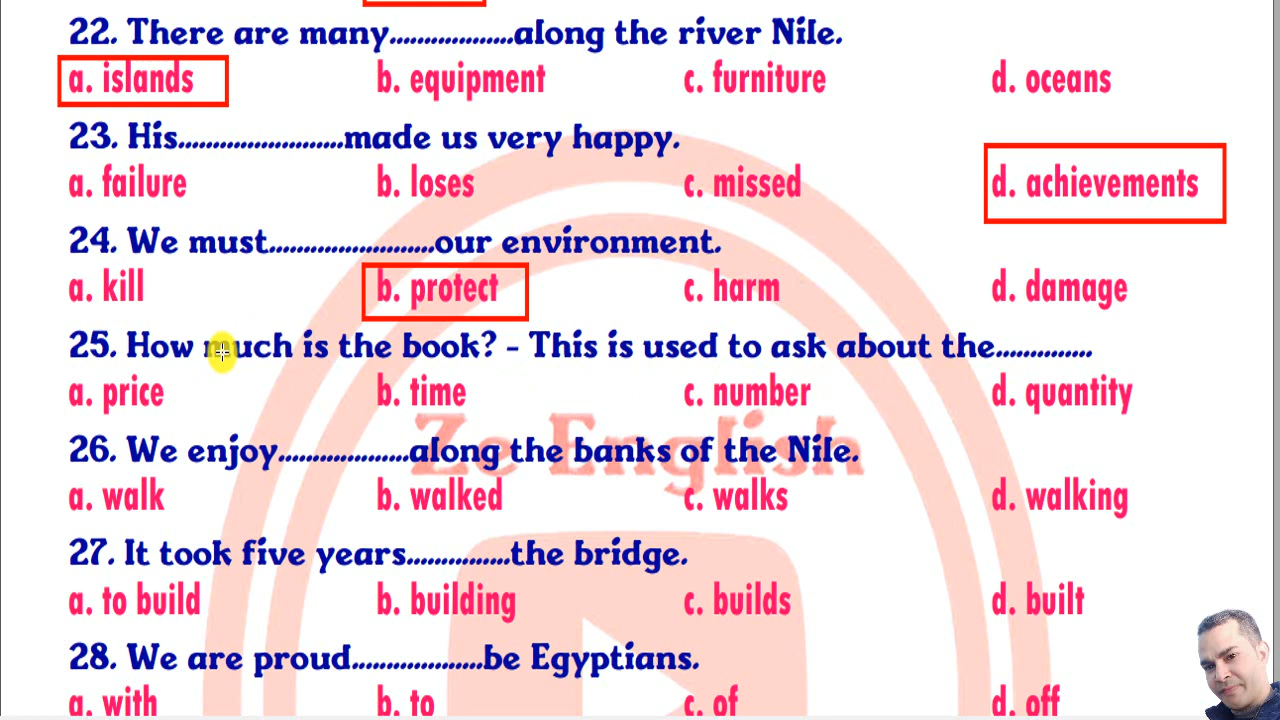 22. There are many..................along the river Nile.
a. islands b. equipment c. furniture d. oceans
23. His........................made us very happy.
a. failure b. loses c. missed d. achievements
24. We must........................our environment.
a. kill b. protect c. harm d. damage
25. How much is the book? - This is used to ask about the..............
a. price b. time c. number d. quantity
Ze English
26. We enjoy...................along the banks of the Nile.
a. walk b. walked c. walks d. walking
27. It took five years...............the bridge.
a. to build b. building c. builds d. built
28. We are proud...................be Egyptians.
a. with b. to c. of d. off